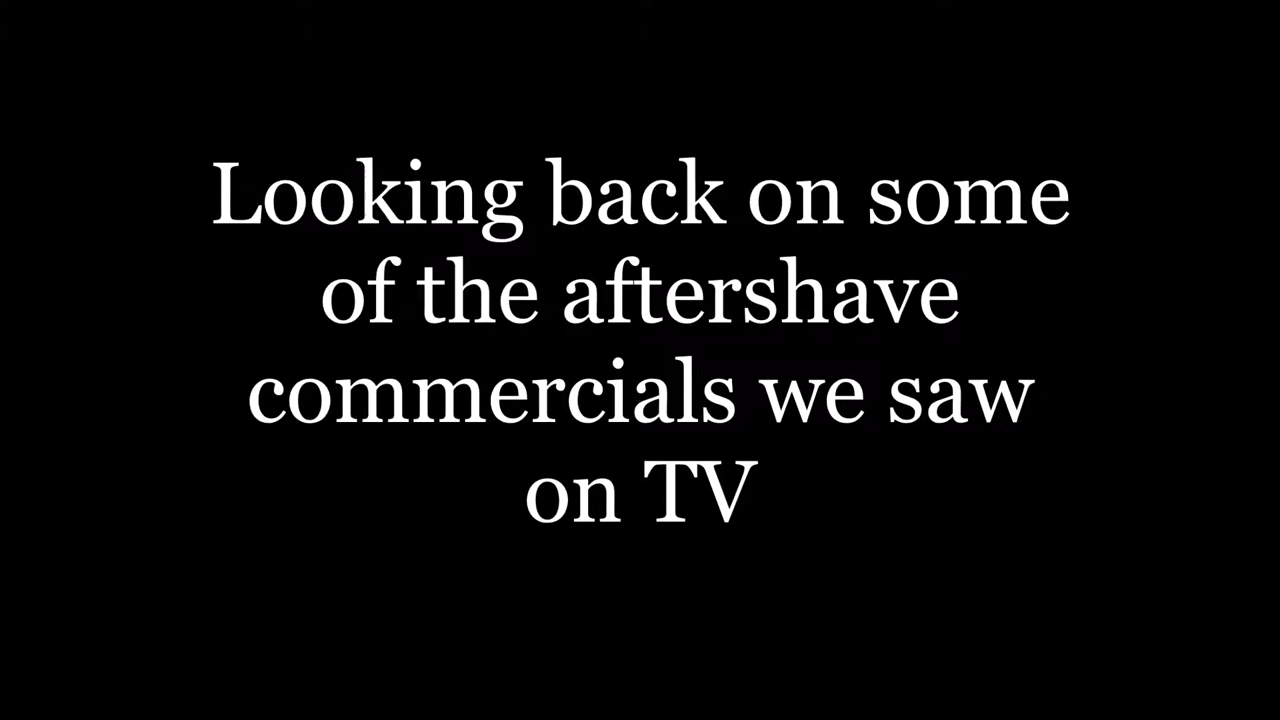 Looking back on some
of the aftershave
commercials we saw
on TV